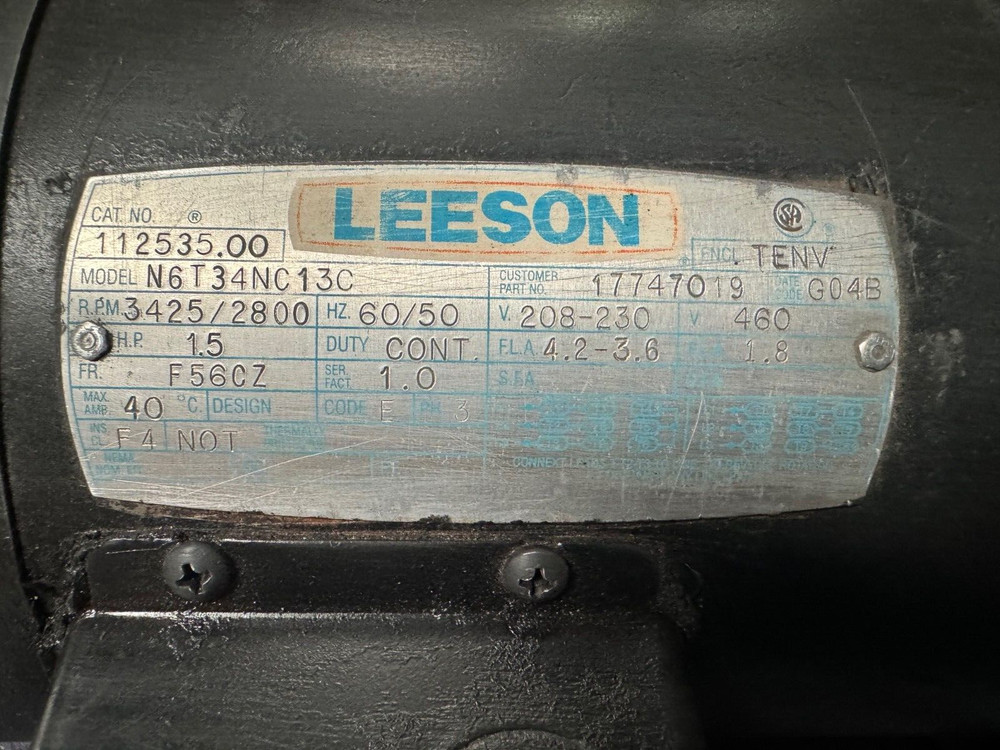 LEESON
CAT. NO. ®
112535.00
ENCL. TENV
MODEL N6T34NC13C CUSTOMER PART NO. 17747019 DATE CODE G04B
R.P.M. 3425/2800 HZ. 60/50 V. 208-230 V 460
H.P. 1.5 DUTY CONT. F.L.A. 4.2-3.6 1.8
FR. F56CZ SER. FACT. 1.0 S.F.A.
MAX. AMB. 40 °C. DESIGN CODE E PH 3
INS. CL F4 NOT